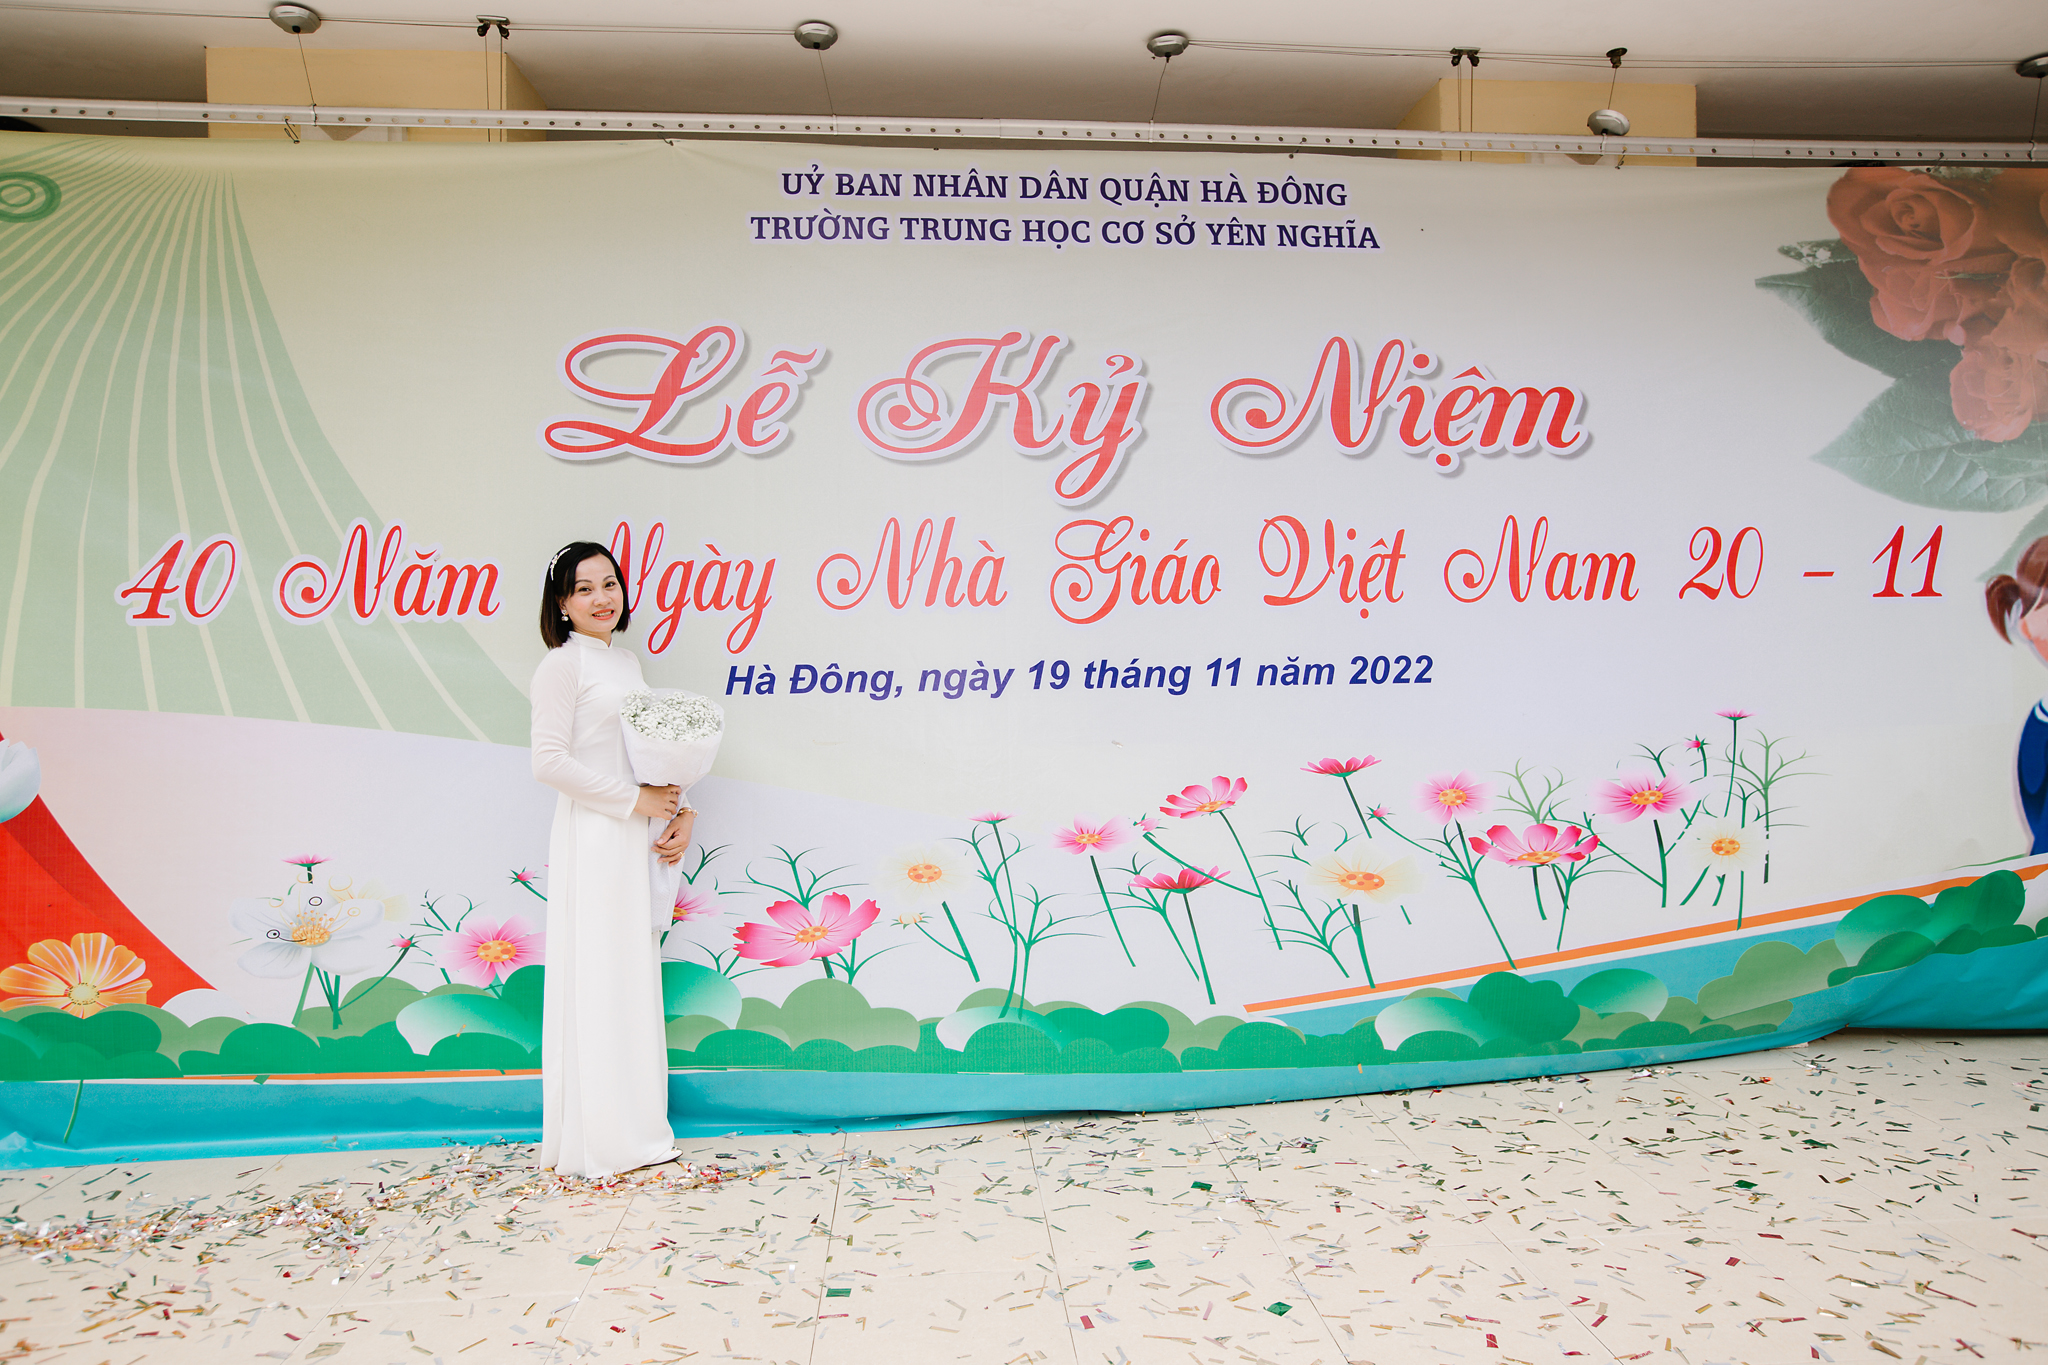 UỶ BAN NHÂN DÂN QUẬN HÀ ĐÔNG
TRƯỜNG TRUNG HỌC CƠ SỞ YÊN NGHĨA
Lễ Kỷ Niệm
40 Năm Ngày Nhà Giáo Việt Nam 20 - 11
Hà Đông, ngày 19 tháng 11 năm 2022